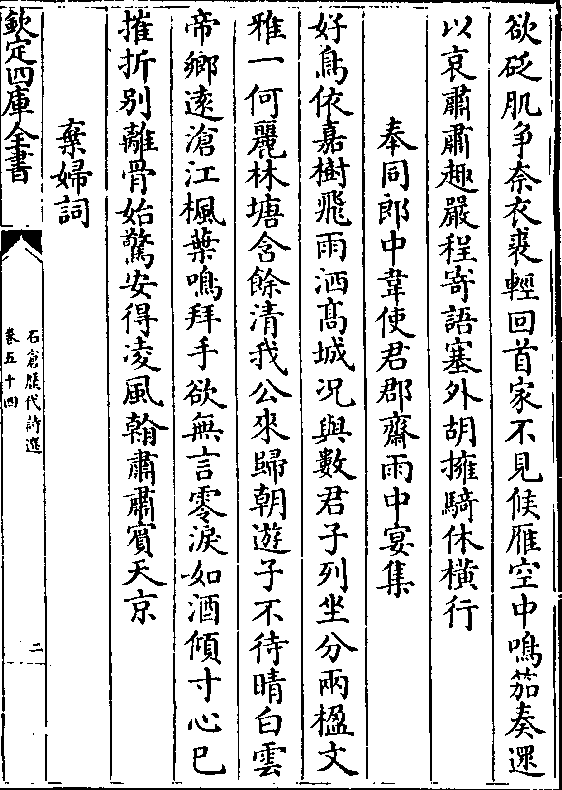 欲砭肌爭奈衣裘輕回首家不見候雁空中鳴笳奏還
以哀肅肅趣嚴程寄語塞外胡擁騎休橫行
奉同郎中韋使君郡齋雨中宴集
好鳥依嘉樹飛雨洒髙城況與數君子列坐分兩楹文
雅一何麗林塘含餘清我公來歸朝遊子不待晴白雲
帝鄉逺滄江楓葉鳴拜手欲無言零淚如酒傾寸心已
摧折别離骨始驚安得凌風翰肅肅賓天京
棄婦詞
欽定四庫全書
石倉歷代詩選
卷五十四
二